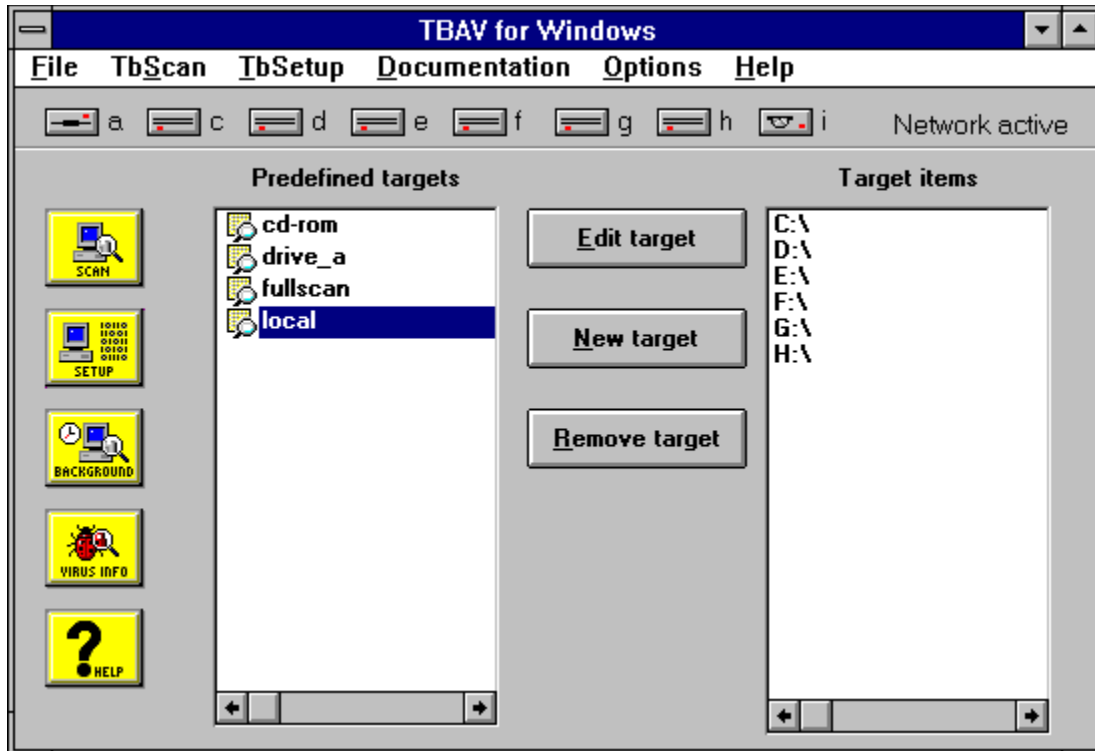 TBAV for Windows
File TbScan TbSetup Documentation Options Help
a c d e f g h i Network active
Predefined targets
Target items
SCAN
SETUP
BACKGROUND
VIRUS INFO
HELP
cd-rom
drive_a
fullscan
local
Edit target
New target
Remove target
C:\
D:\
E:\
F:\
G:\
H:\